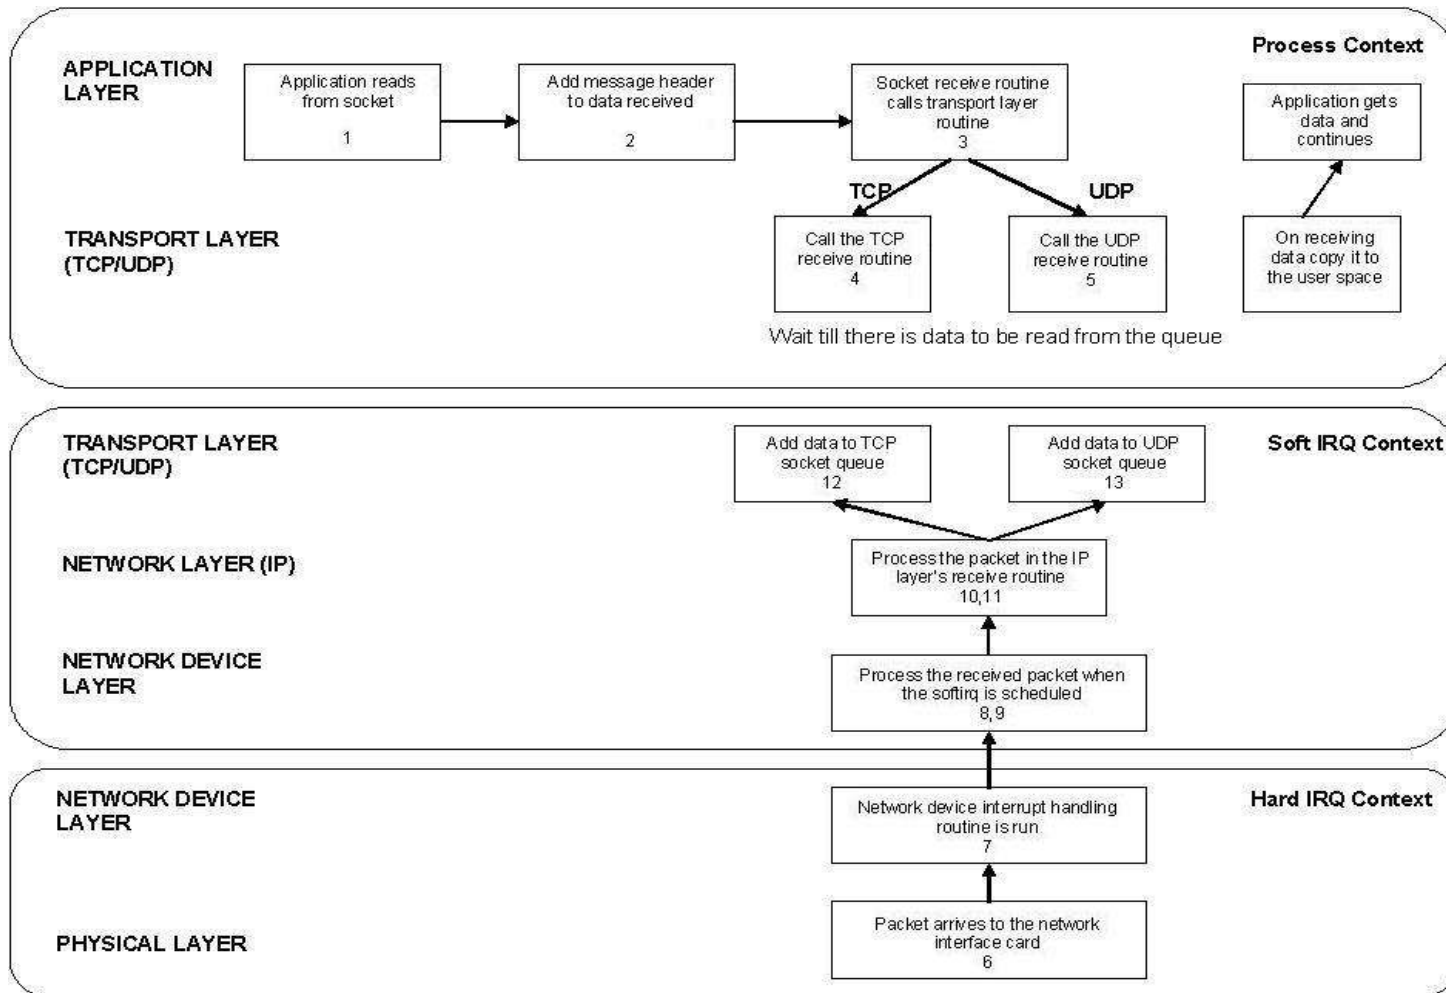 Process Context
APPLICATION
LAYER
Application reads
from socket
1
Add message header
to data received
2
Socket receive routine
calls transport layer
routine
3
Application gets
data and
continues
TCP
UDP
TRANSPORT LAYER
(TCP/UDP)
Call the TCP
receive routine
4
Call the UDP
receive routine
5
On receiving
data copy it to
the user space
Wait till there is data to be read from the queue
TRANSPORT LAYER
(TCP/UDP)
Add data to TCP
socket queue
12
Add data to UDP
socket queue
13
Soft IRQ Context
NETWORK LAYER (IP)
Process the packet in the IP
layer's receive routine
10,11
NETWORK DEVICE
LAYER
Process the received packet when
the softirq is scheduled
8,9
NETWORK DEVICE
LAYER
Network device interrupt handling
routine is run
7
Hard IRQ Context
PHYSICAL LAYER
Packet arrives to the network
interface card
6